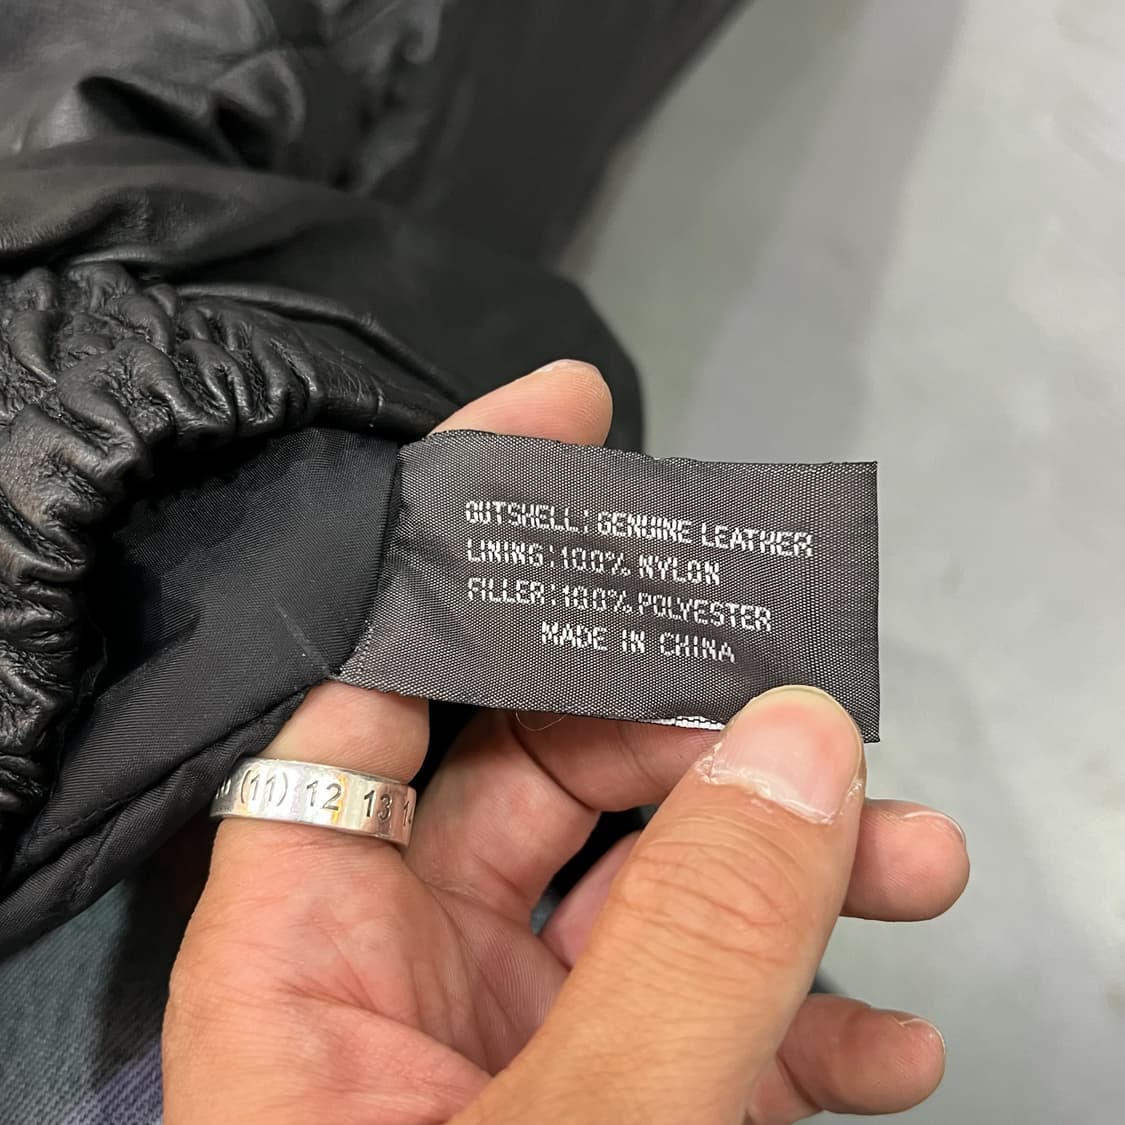 OUTSHELL: GENUINE LEATHER
LINING:100% NYLON
FILLER:100% POLYESTER
MADE IN CHINA
(11) 12 13